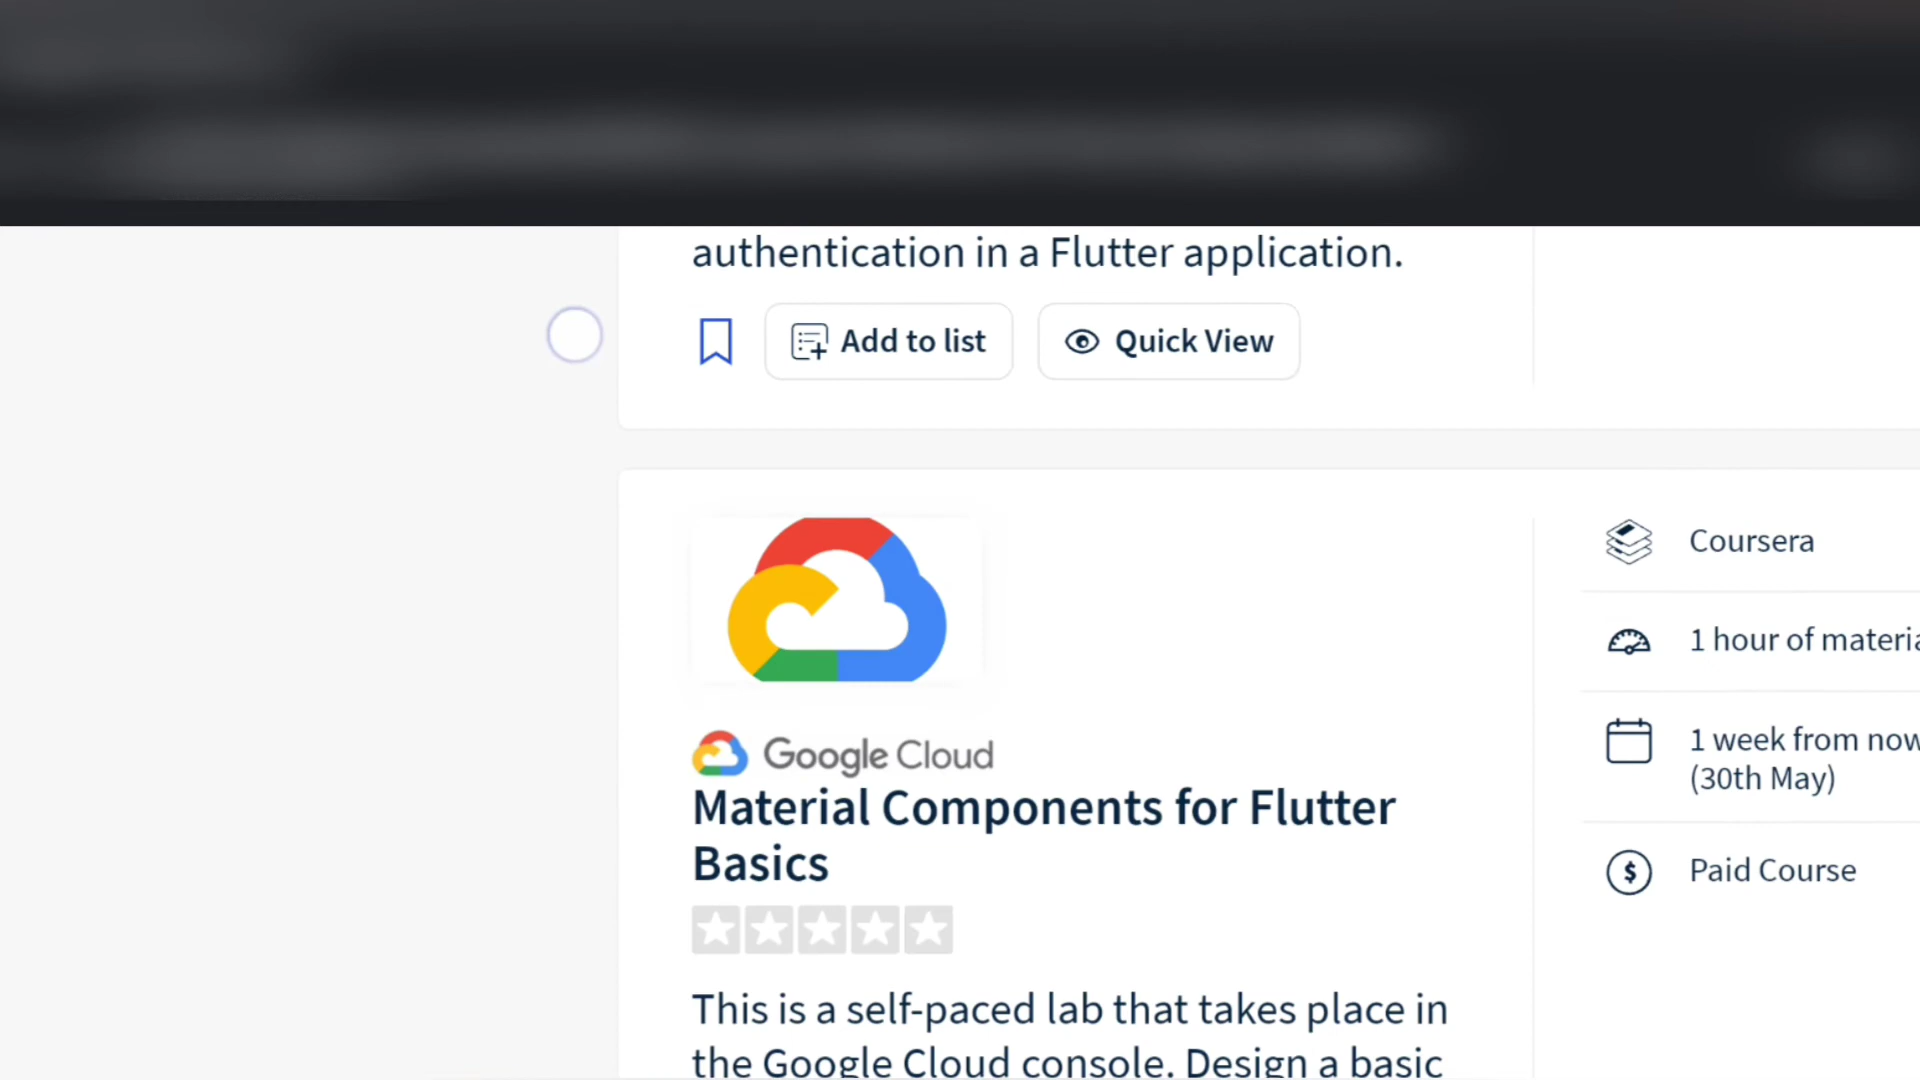 authentication in a Flutter application.
Add to list
Quick View
Google Cloud
Material Components for Flutter
Basics
This is a self-paced lab that takes place in
the Google Cloud console. Design a basic
Coursera
1 hour of materia
1 week from now
(30th May)
$ Paid Course